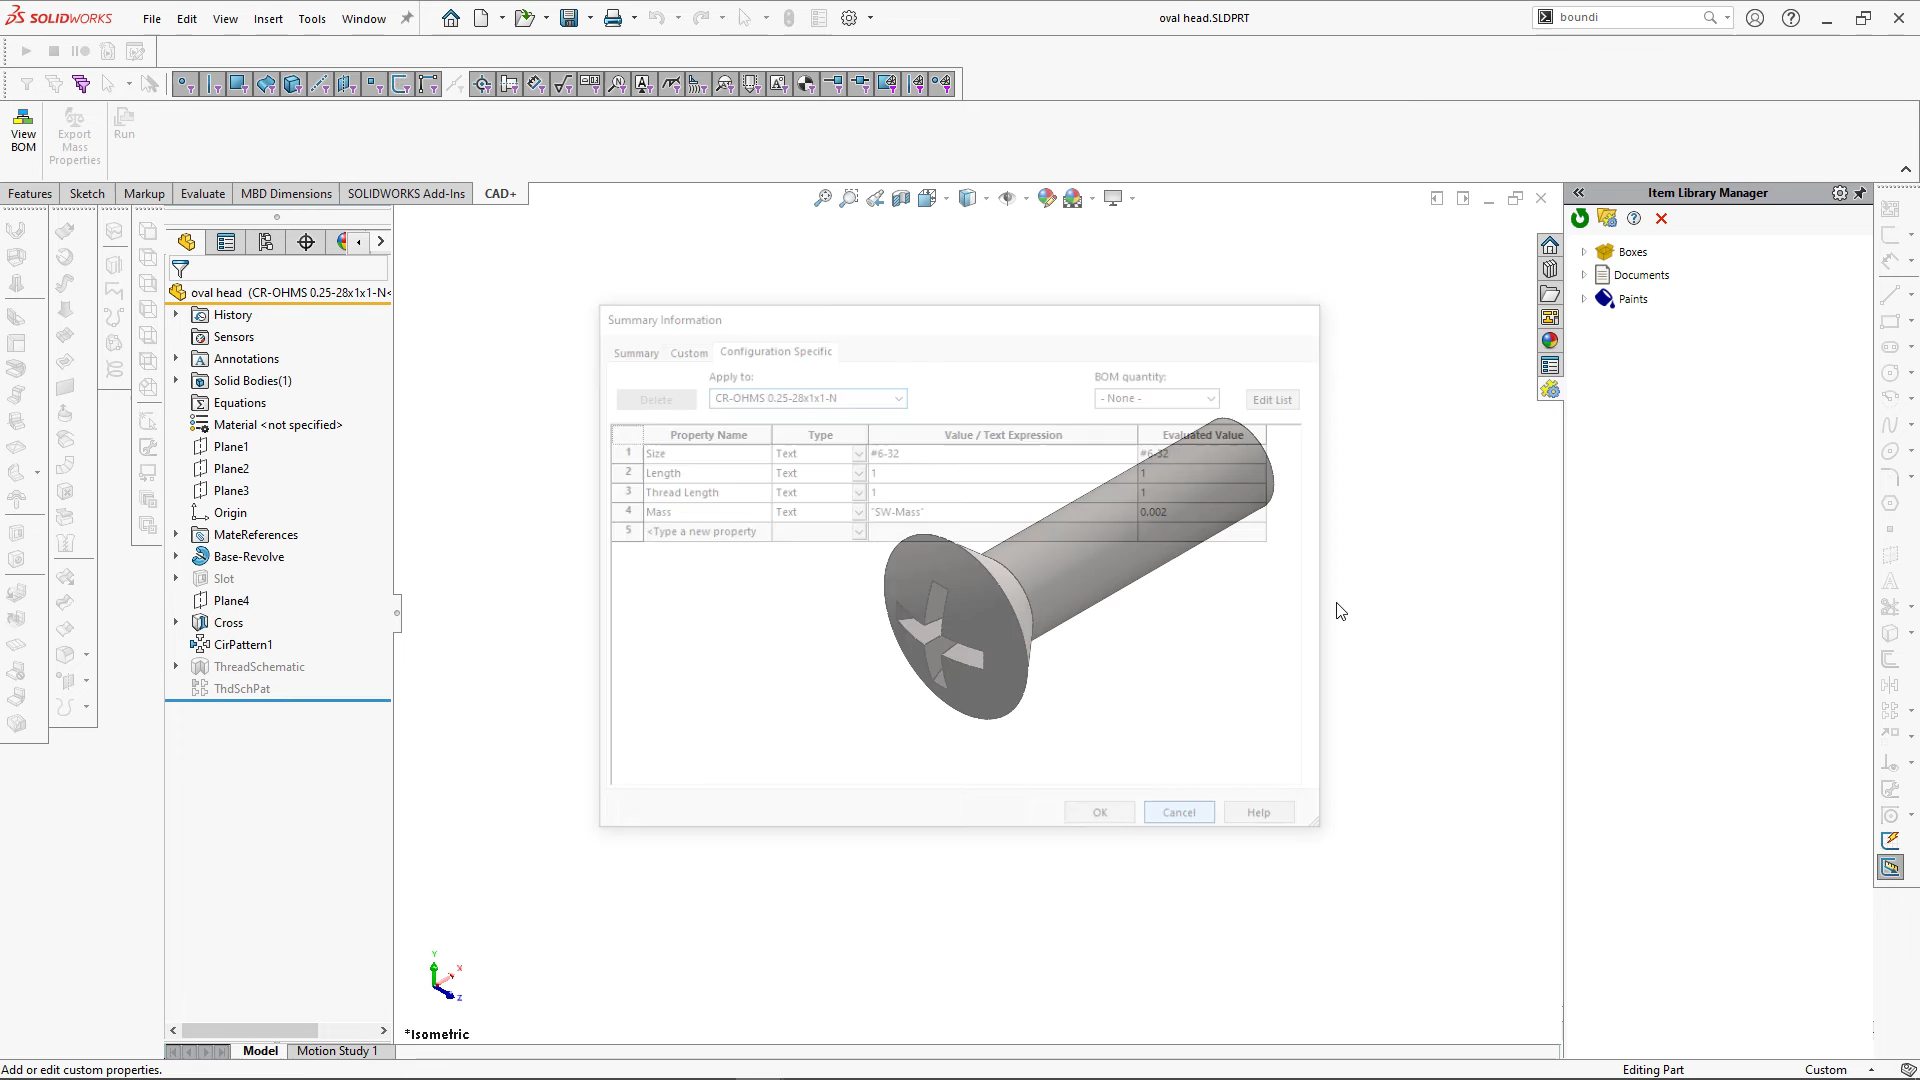 SOLIDWORKS File Edit View Insert Tools Window oval head.SLDPRT boundi
View BOM
Export Mass Properties
Run
Features Sketch Markup Evaluate MBD Dimensions SOLIDWORKS Add-Ins CAD+
Item Library Manager
Boxes
Documents
Paints
oval head (CR-OHMS 0.25-28x1x1-N<
History
Sensors
Annotations
Solid Bodies(1)
Equations
Material <not specified>
Plane1
Plane2
Plane3
Origin
MateReferences
Base-Revolve
Slot
Plane4
Cross
CirPattern1
ThreadSchematic
ThdSchPat
Summary Information
Summary Custom Configuration Specific
Apply to: BOM quantity:
Delete CR-OHMS 0.25-28x1x1-N - None - Edit List
Property Name Type Value / Text Expression Evaluated Value
1 Size Text #6-32 #6-32
2 Length Text 1 1
3 Thread Length Text 1 1
4 Mass Text "SW-Mass" 0.002
5 <Type a new property
OK Cancel Help
Y
X
Z
*Isometric
Model Motion Study 1
Add or edit custom properties. Editing Part Custom